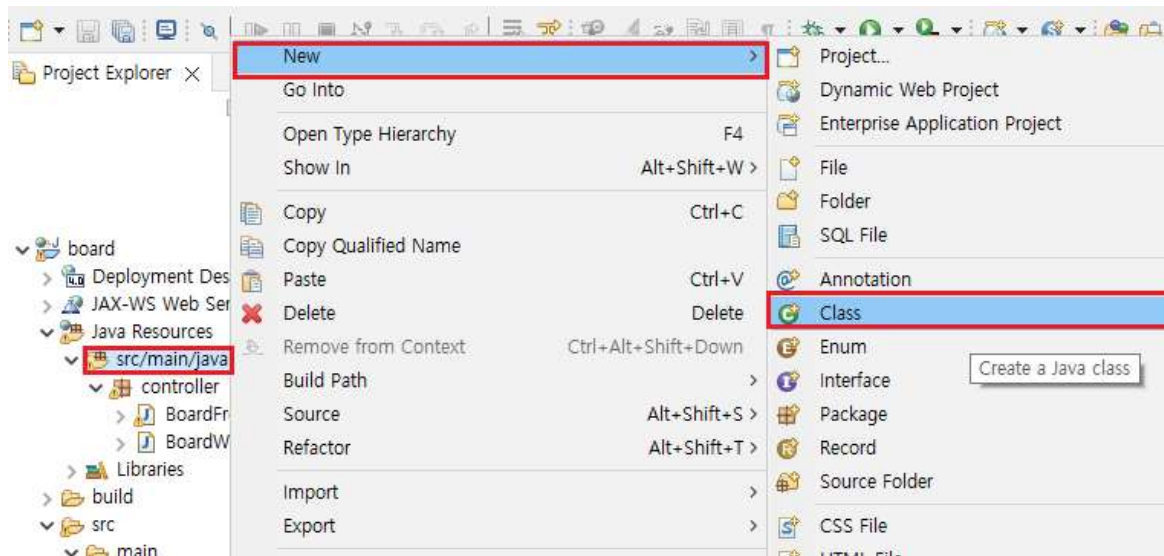 Project Explorer
board
Deployment Des
JAX-WS Web Ser
Java Resources
src/main/java
controller
BoardFr
BoardW
Libraries
build
src
main
New
Go Into
Open Type Hierarchy F4
Show In Alt+Shift+W
Copy Ctrl+C
Copy Qualified Name
Paste Ctrl+V
Delete Delete
Remove from Context Ctrl+Alt+Shift+Down
Build Path
Source Alt+Shift+S
Refactor Alt+Shift+T
Import
Export
Project...
Dynamic Web Project
Enterprise Application Project
File
Folder
SQL File
Annotation
Class
Enum
Create a Java class
Interface
Package
Record
Source Folder
CSS File
HTML File